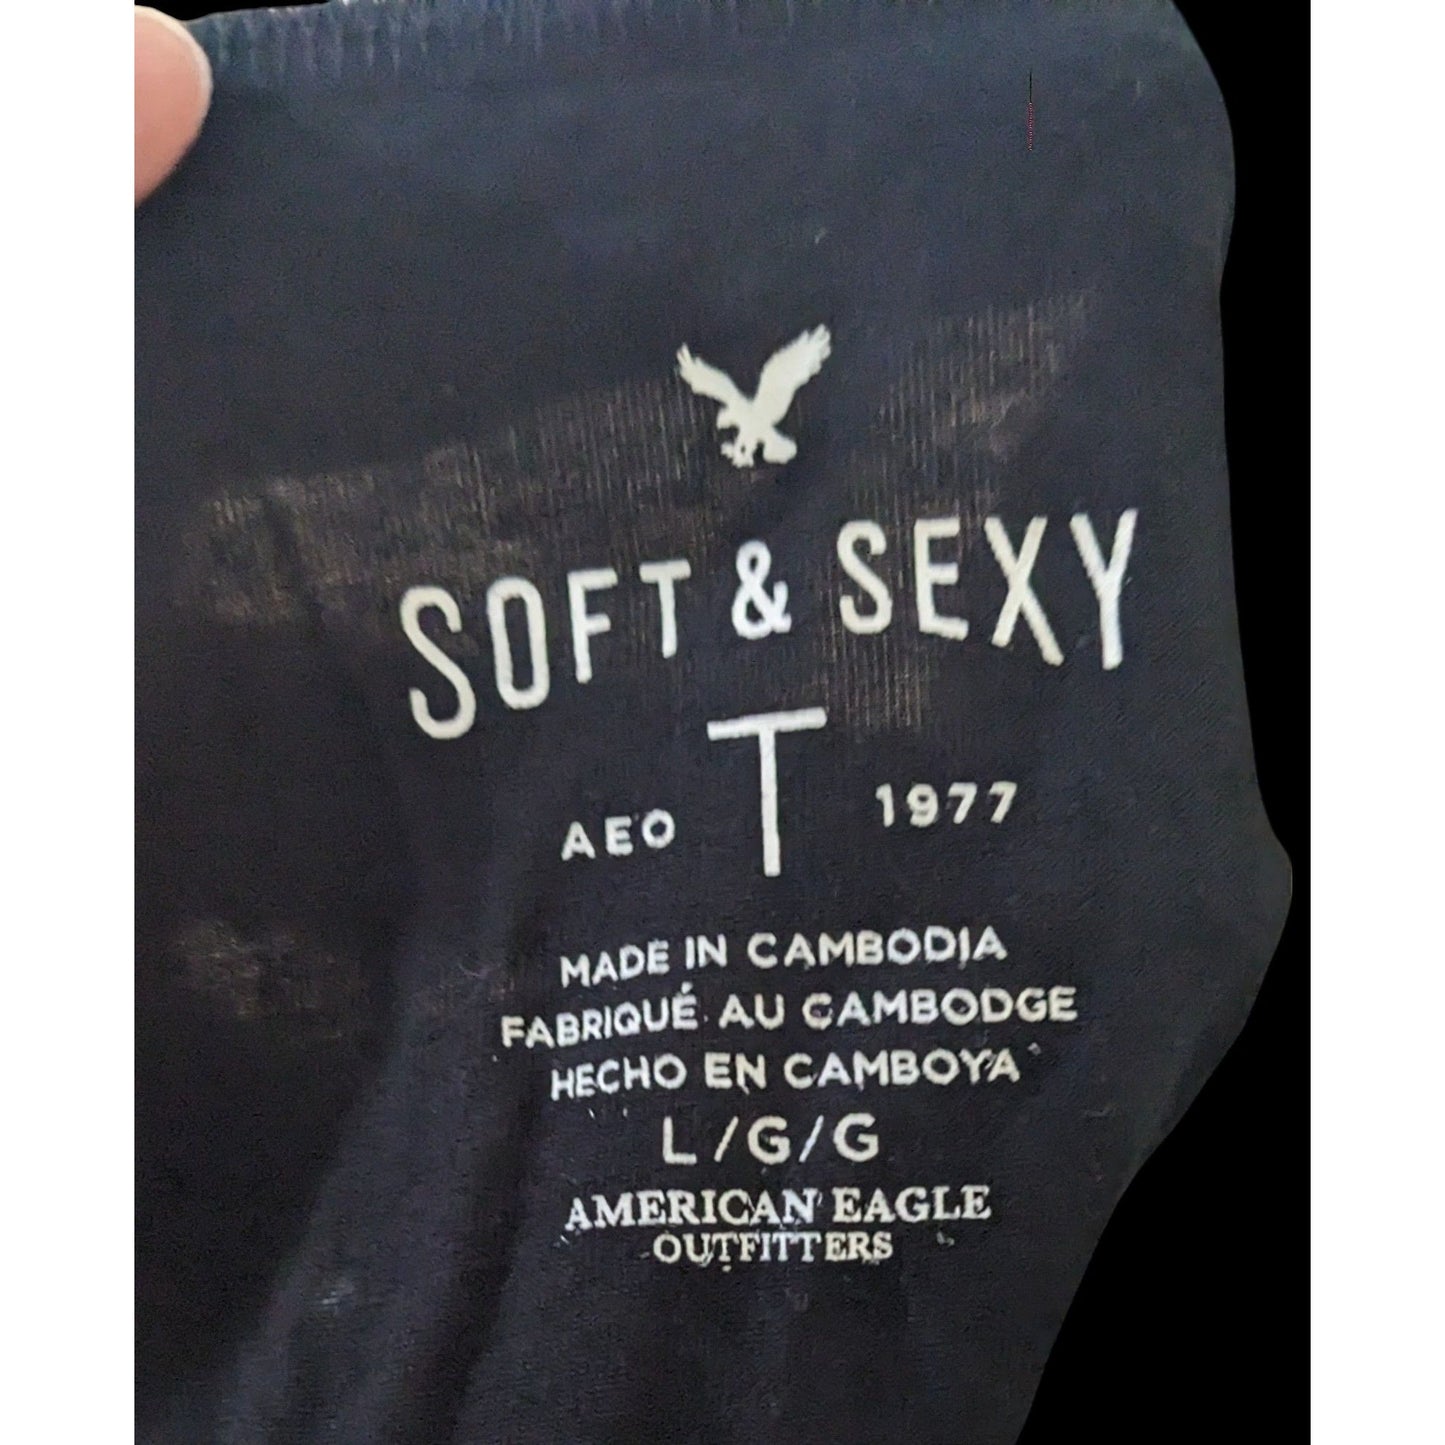 SOFT & SEXY
T
AEO 1977
MADE IN CAMBODIA
FABRIQUÉ AU CAMBODGE
HECHO EN CAMBOYA
L/G/G
AMERICAN EAGLE
OUTFITTERS